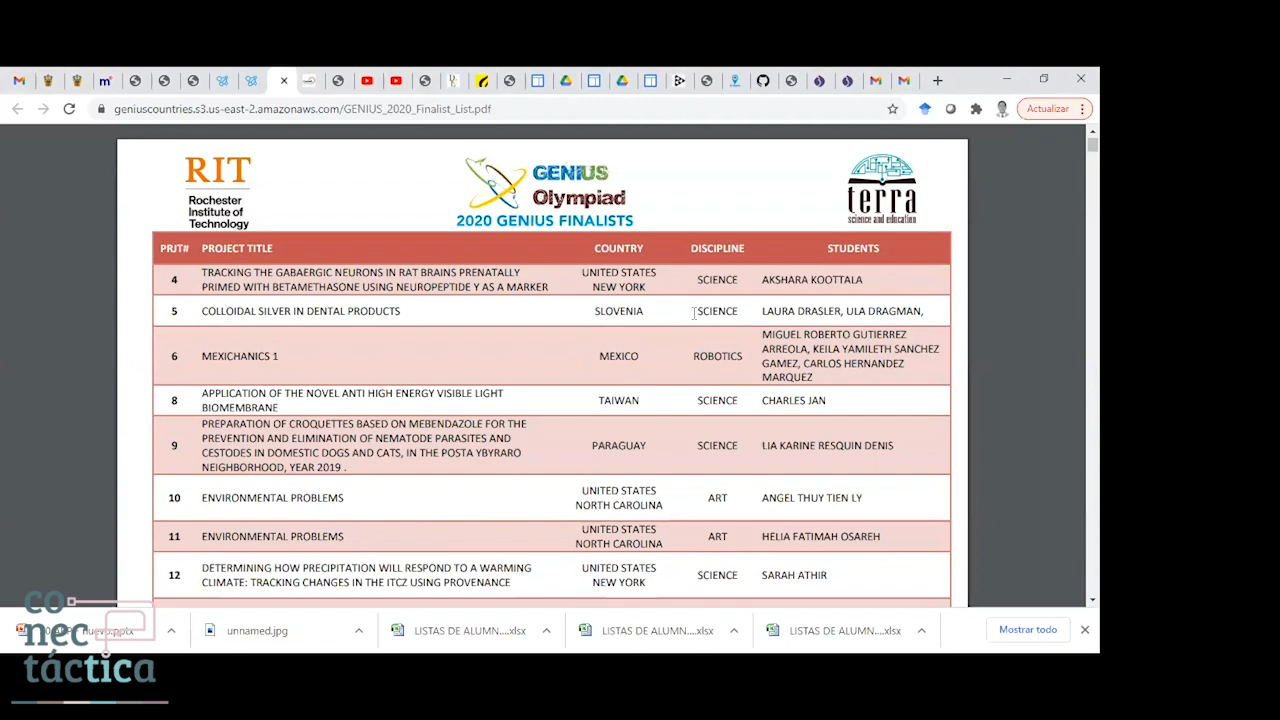 geniuscountries.s3.us-east-2.amazonaws.com/GENIUS_2020_Finalist_List.pdf
Actualizar
RIT
Rochester
Institute of
Technology
GENIUS
Olympiad
2020 GENIUS FINALISTS
terra
science and education
PRJT# PROJECT TITLE COUNTRY DISCIPLINE STUDENTS
4 TRACKING THE GABAERGIC NEURONS IN RAT BRAINS PRENATALLY
PRIMED WITH BETAMETHASONE USING NEUROPEPTIDE Y AS A MARKER
UNITED STATES
NEW YORK
SCIENCE
AKSHARA KOOTTALA
5 COLLOIDAL SILVER IN DENTAL PRODUCTS SLOVENIA SCIENCE LAURA DRASLER, ULA DRAGMAN,
6 MEXICHANICS 1 MEXICO ROBOTICS
MIGUEL ROBERTO GUTIERREZ
ARREOLA, KEILA YAMILETH SANCHEZ
GAMEZ, CARLOS HERNANDEZ
MARQUEZ
8 APPLICATION OF THE NOVEL ANTI HIGH ENERGY VISIBLE LIGHT
BIOMEMBRANE
TAIWAN SCIENCE CHARLES JAN
9 PREPARATION OF CROQUETTES BASED ON MEBENDAZOLE FOR THE
PREVENTION AND ELIMINATION OF NEMATODE PARASITES AND
CESTODES IN DOMESTIC DOGS AND CATS, IN THE POSTA YBYRARO
NEIGHBORHOOD, YEAR 2019 .
PARAGUAY SCIENCE LIA KARINE RESQUIN DENIS
10 ENVIRONMENTAL PROBLEMS
UNITED STATES
NORTH CAROLINA
ART ANGEL THUY TIEN LY
11 ENVIRONMENTAL PROBLEMS
UNITED STATES
NORTH CAROLINA
ART HELIA FATIMAH OSAREH
12 DETERMINING HOW PRECIPITATION WILL RESPOND TO A WARMING
CLIMATE: TRACKING CHANGES IN THE ITCZ USING PROVENANCE
UNITED STATES
NEW YORK
SCIENCE SARAH ATHIR
unnamed.jpg
LISTAS DE ALUMN....xlsx
LISTAS DE ALUMN....xlsx
LISTAS DE ALUMN....xlsx
Mostrar todo
co
nec
táctica